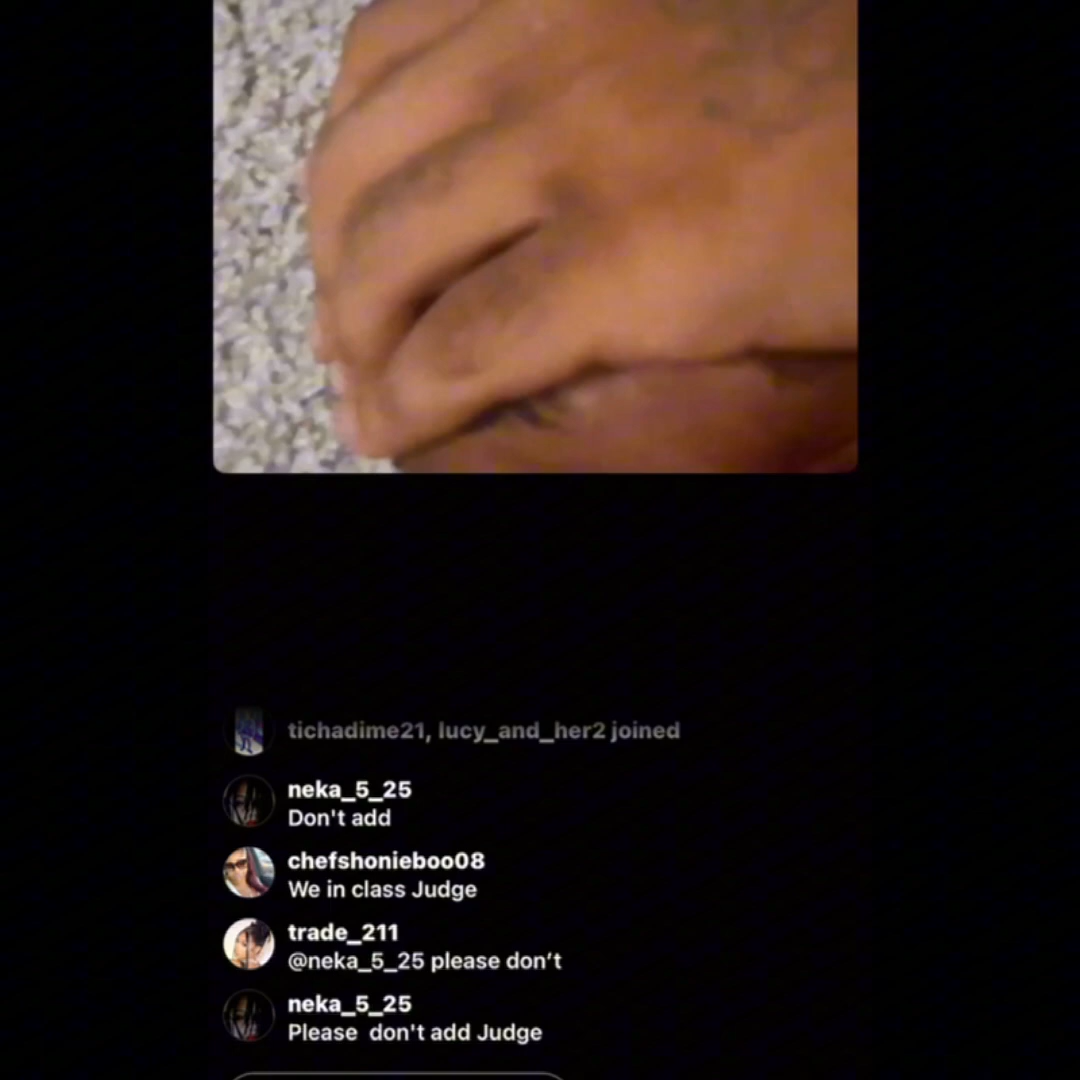 tichadime21, lucy_and_her2 joined
neka_5_25
Don't add
chefshonieboo08
We in class Judge
trade_211
@neka_5_25 please don’t
neka_5_25
Please  don't add Judge